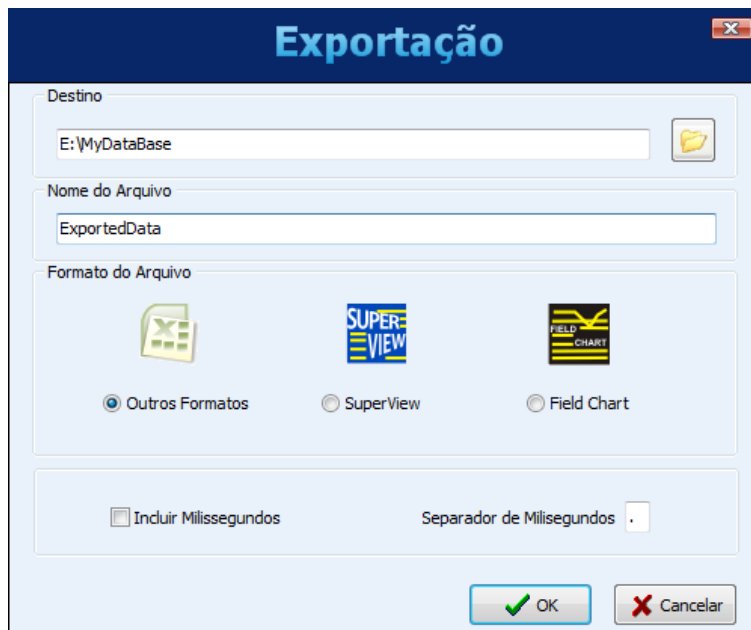 Exportação
Destino
E:\MyDataBase
Nome do Arquivo
ExportedData
Formato do Arquivo
SUPER VIEW
FIELD CHART
Outros Formatos
SuperView
Field Chart
Incluir Milissegundos
Separador de Milisegundos .
OK
Cancelar